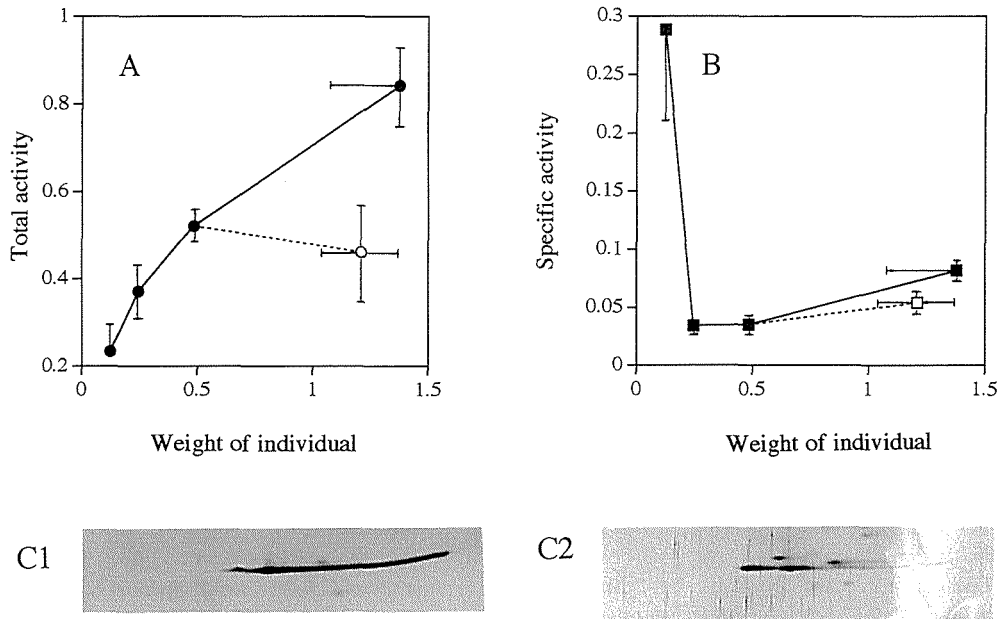 A
Total activity
1
0.8
0.6
0.4
0.2
0
0.5
1
1.5
Weight of individual
B
Specific activity
0.3
0.25
0.2
0.15
0.1
0.05
0
0
0.5
1
1.5
Weight of individual
C1
C2